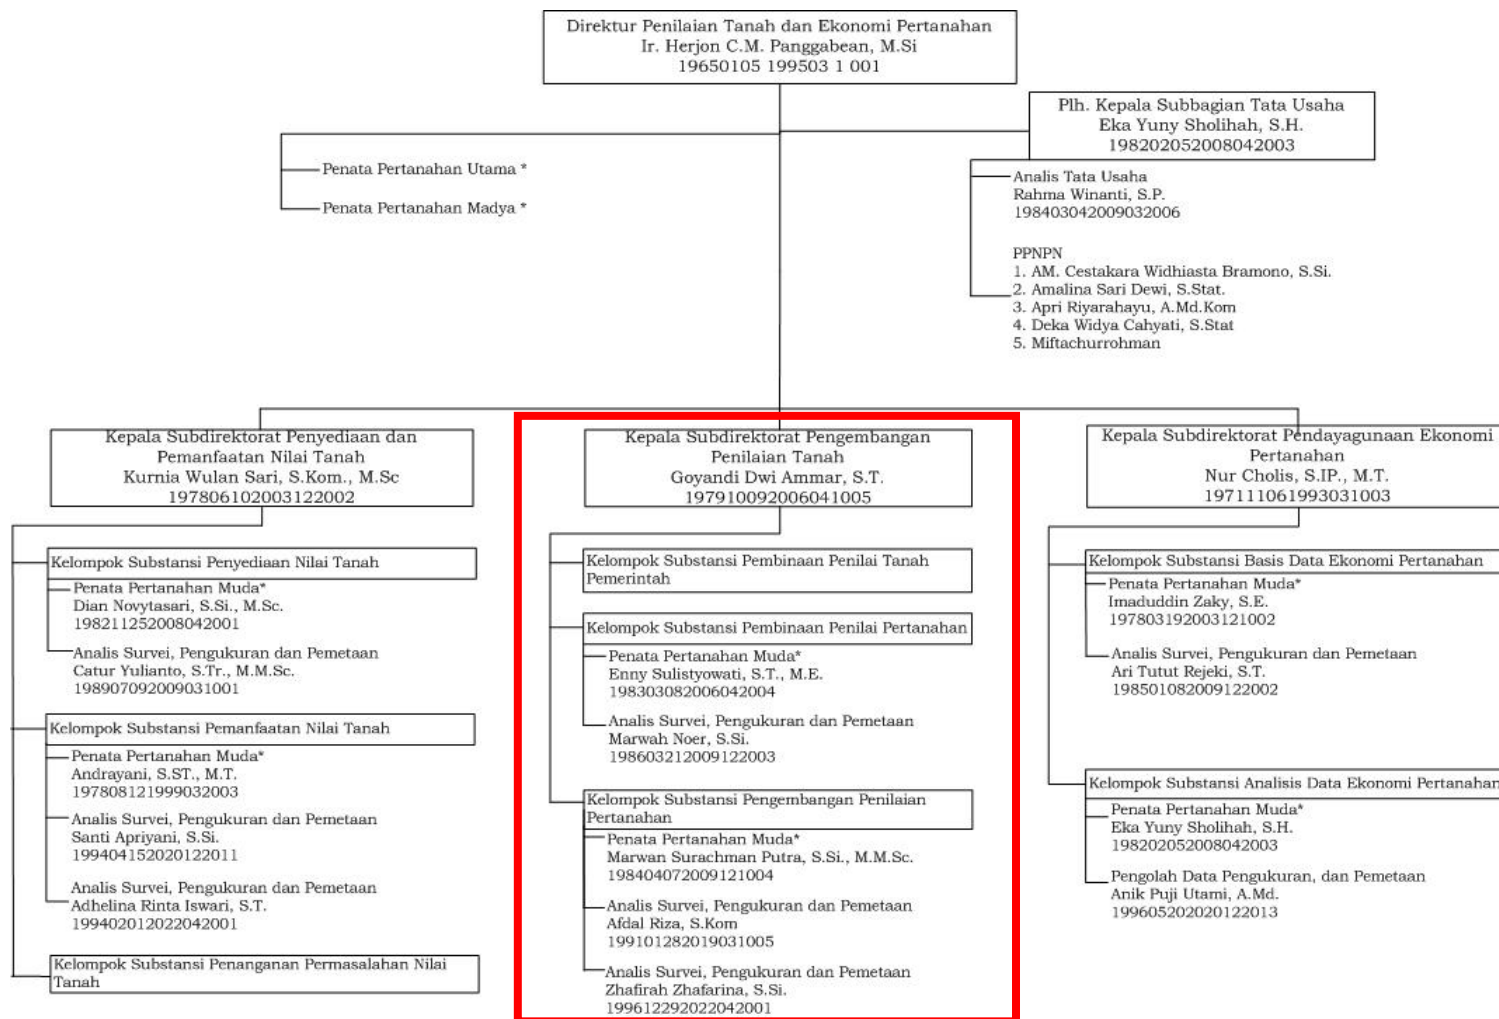 Direktur Penilaian Tanah dan Ekonomi Pertanahan
Ir. Herjon C.M. Panggabean, M.Si
19650105 199503 1 001
Plh. Kepala Subbagian Tata Usaha
Eka Yuny Sholihah, S.H.
198202052008042003
Penata Pertanahan Utama *
Penata Pertanahan Madya *
Analis Tata Usaha
Rahma Winanti, S.P.
198403042009032006
PPNPN
1. AM. Cestakara Widhiasta Bramono, S.Si.
2. Amalina Sari Dewi, S.Stat.
3. Apri Riyarahayu, A.Md.Kom
4. Deka Widya Cahyati, S.Stat
5. Miftachurrohman
Kepala Subdirektorat Penyediaan dan
Pemanfaatan Nilai Tanah
Kurnia Wulan Sari, S.Kom., M.Sc
197806102003122002
Kelompok Substansi Penyediaan Nilai Tanah
Penata Pertanahan Muda*
Dian Novytasari, S.Si., M.Sc.
198211252008042001
Analis Survei, Pengukuran dan Pemetaan
Catur Yulianto, S.Tr., M.M.Sc.
198907092009031001
Kelompok Substansi Pemanfaatan Nilai Tanah
Penata Pertanahan Muda*
Andrayani, S.ST., M.T.
197808121999032003
Analis Survei, Pengukuran dan Pemetaan
Santi Apriyani, S.Si.
199404152020122011
Analis Survei, Pengukuran dan Pemetaan
Adhelina Rinta Iswari, S.T.
199402012022042001
Kelompok Substansi Penanganan Permasalahan Nilai
Tanah
Kepala Subdirektorat Pengembangan
Penilaian Tanah
Goyandi Dwi Ammar, S.T.
197910092006041005
Kelompok Substansi Pembinaan Penilai Tanah
Pemerintah
Kelompok Substansi Pembinaan Penilai Pertanahan
Penata Pertanahan Muda*
Enny Sulistyowati, S.T., M.E.
198303082006042004
Analis Survei, Pengukuran dan Pemetaan
Marwah Noer, S.Si.
198603212009122003
Kelompok Substansi Pengembangan Penilaian
Pertanahan
Penata Pertanahan Muda*
Marwan Surachman Putra, S.Si., M.M.Sc.
198404072009121004
Analis Survei, Pengukuran dan Pemetaan
Afdal Riza, S.Kom
199101282019031005
Analis Survei, Pengukuran dan Pemetaan
Zhafirah Zhafarina, S.Si.
199612292022042001
Kepala Subdirektorat Pendayagunaan Ekonomi
Pertanahan
Nur Cholis, S.IP., M.T.
197111061993031003
Kelompok Substansi Basis Data Ekonomi Pertanahan
Penata Pertanahan Muda*
Imaduddin Zaky, S.E.
197803192003121002
Analis Survei, Pengukuran dan Pemetaan
Ari Tutut Rejeki, S.T.
198501082009122002
Kelompok Substansi Analisis Data Ekonomi Pertanahan
Penata Pertanahan Muda*
Eka Yuny Sholihah, S.H.
198202052008042003
Pengolah Data Pengukuran, dan Pemetaan
Anik Puji Utami, A.Md.
199605202020122013